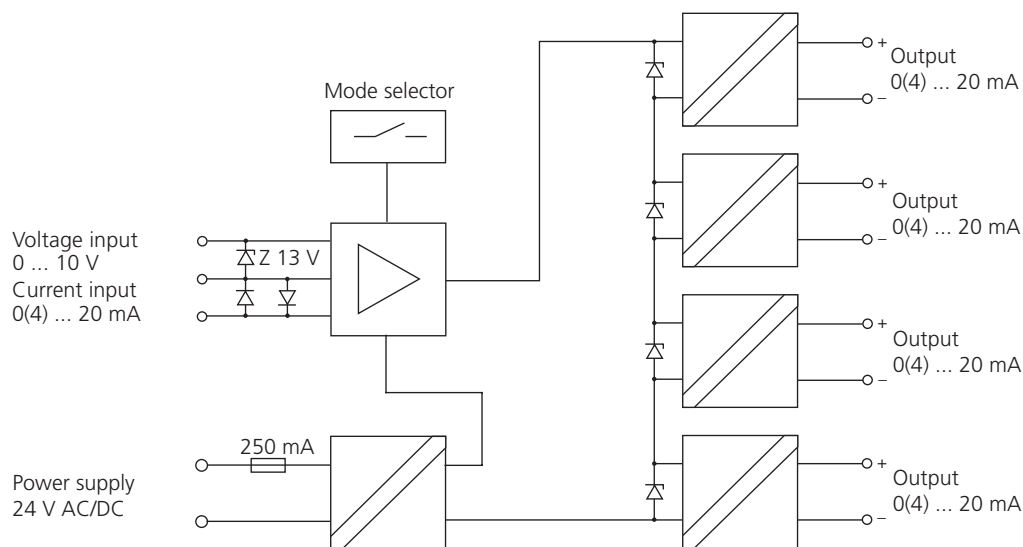 +
Output
0(4) ... 20 mA
−
Mode selector
+
Output
0(4) ... 20 mA
−
Voltage input
0 ... 10 V
Z 13 V
Current input
0(4) ... 20 mA
+
Output
0(4) ... 20 mA
−
250 mA
Power supply
24 V AC/DC
+
Output
0(4) ... 20 mA
−